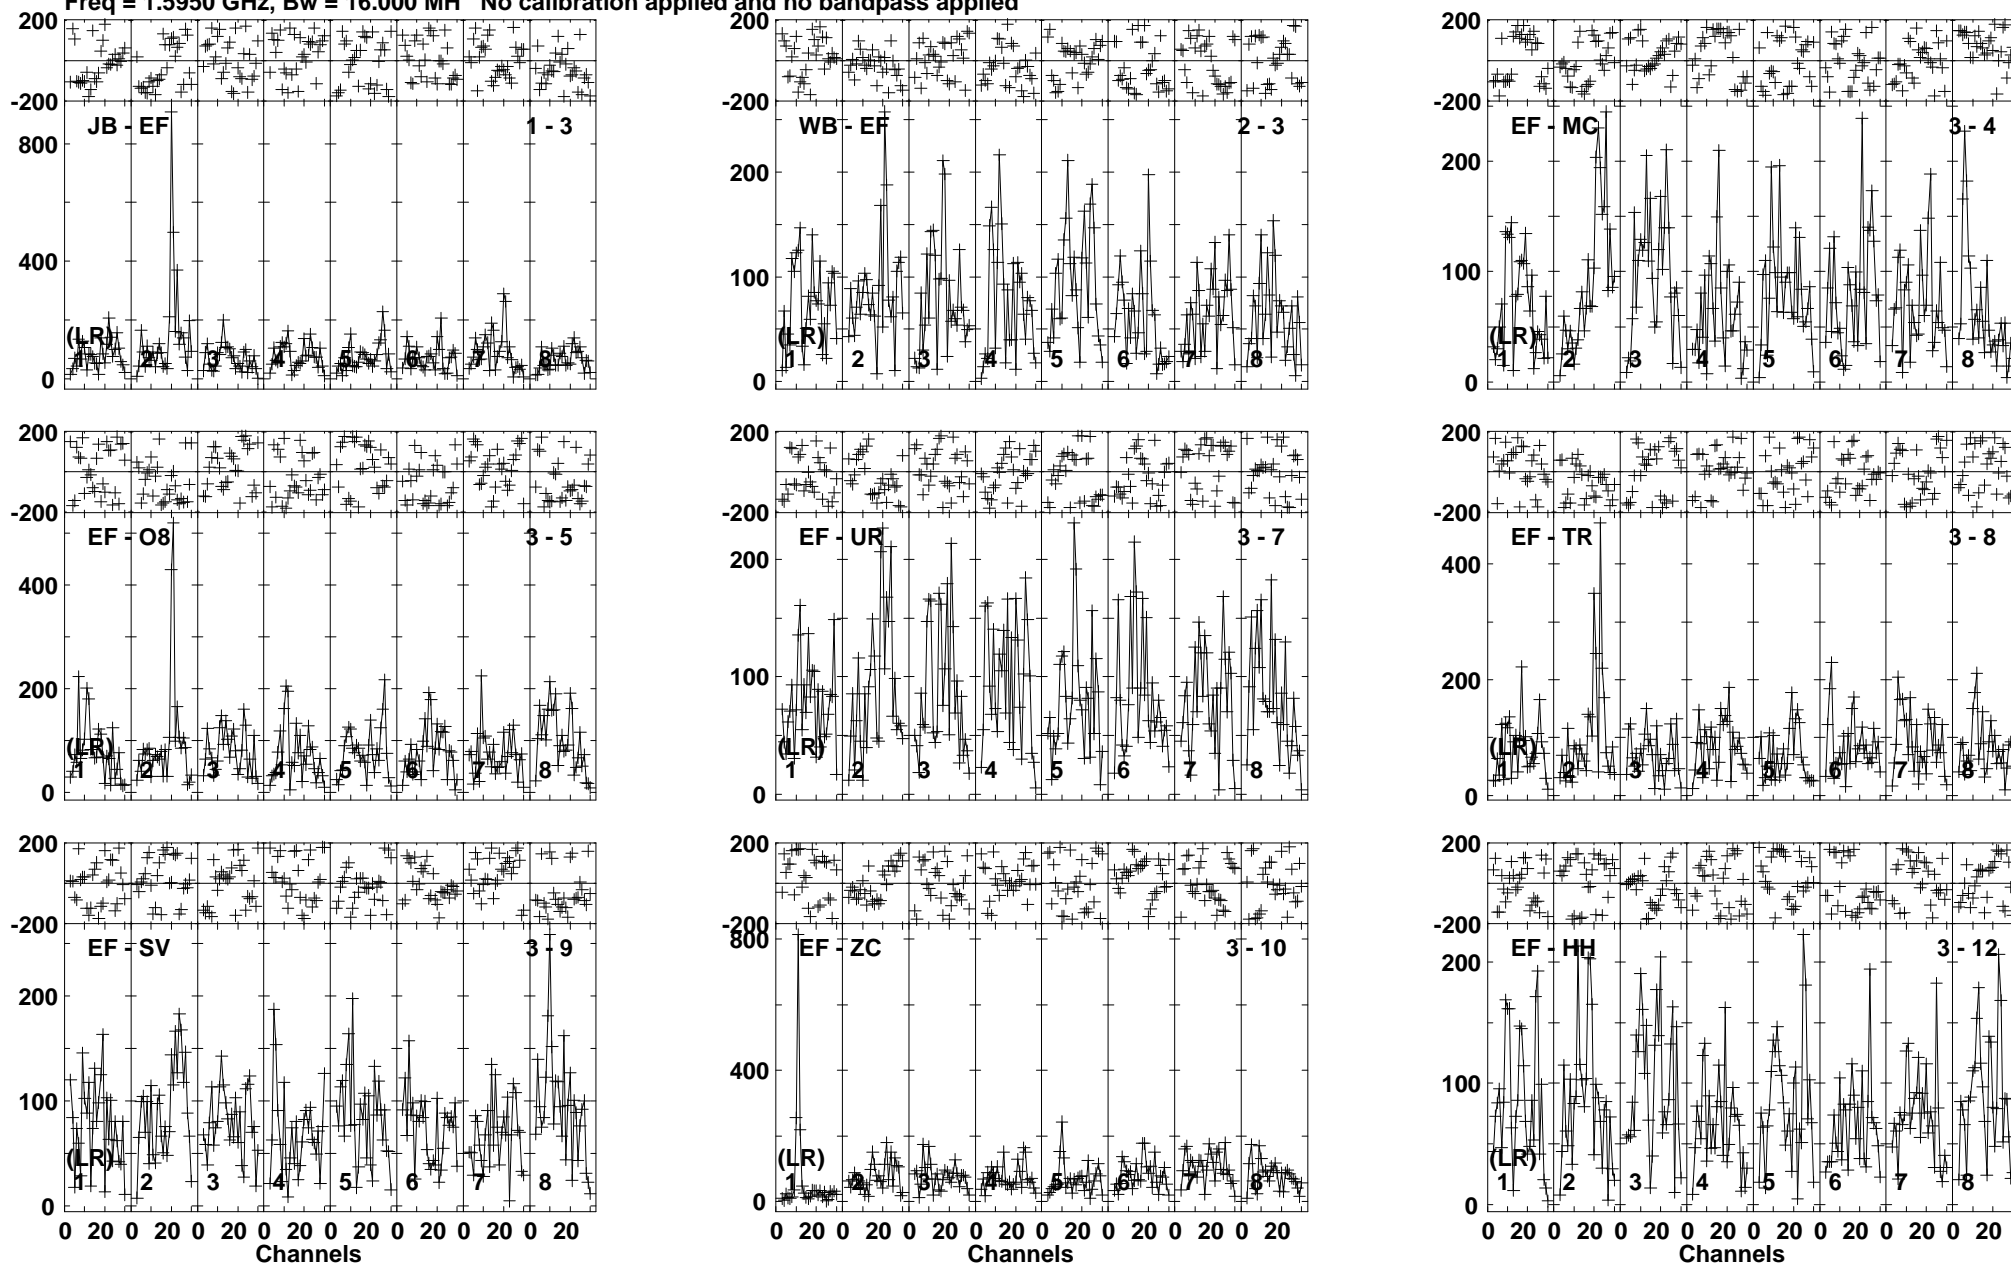 Freq = 1.5950 GHz, Bw = 16.000 MH No calibration applied and no bandpass applied
200
-200
JB - EF
1 - 3
800
400
0
(LR)
1 2 3 4 5 6 7 8
WB - EF
2 - 3
200
-200
200
100
0
(LR)
1 2 3 4 5 6 7 8
EF - MC
3 - 4
200
-200
200
100
0
(LR)
1 2 3 4 5 6 7 8
200
-200
EF - O8
3 - 5
400
200
0
(LR)
1 2 3 4 5 6 7 8
200
-200
EF - UR
3 - 7
200
100
0
(LR)
1 2 3 4 5 6 7 8
200
-200
EF - TR
3 - 8
400
200
0
(LR)
1 2 3 4 5 6 7 8
200
-200
EF - SV
3 - 9
200
100
0
(LR)
1 2 3 4 5 6 7 8
0 20 0 20 0 20 0 20 0 20 0 20 0 20 0 20
Channels
200
-200
EF - ZC
3 - 10
800
400
0
(LR)
1 2 3 4 5 6 7 8
0 20 0 20 0 20 0 20 0 20 0 20 0 20 0 20
Channels
200
-200
EF - HH
3 - 12
200
100
0
(LR)
1 2 3 4 5 6 7 8
0 20 0 20 0 20 0 20 0 20 0 20 0 20 0 20
Channels